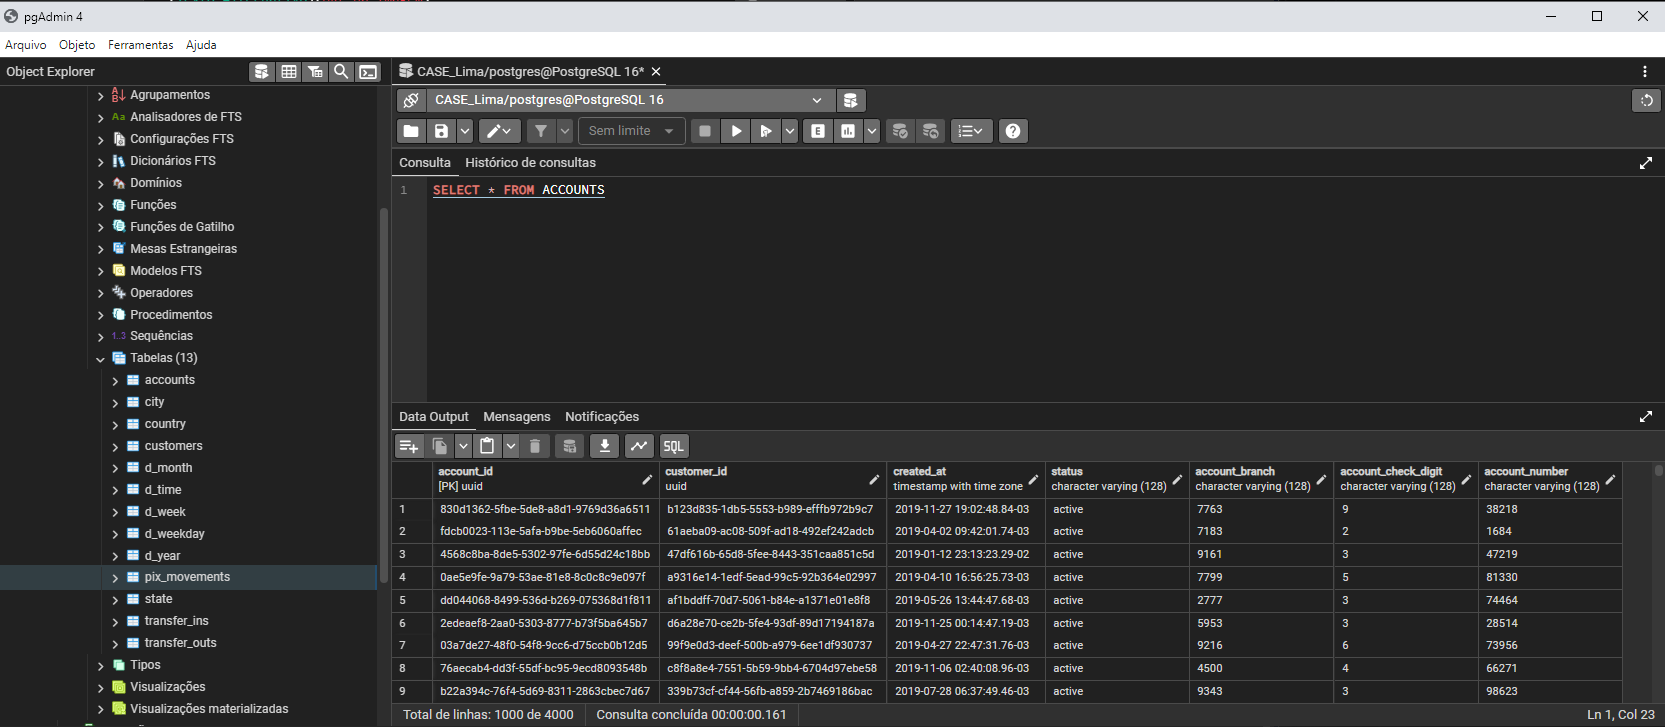 pgAdmin 4
Arquivo Objeto Ferramentas Ajuda
Object Explorer
Agrupamentos
Aa Analisadores de FTS
Configurações FTS
Dicionários FTS
Domínios
Funções
Funções de Gatilho
Mesas Estrangeiras
Modelos FTS
Operadores
Procedimentos
1..3 Sequências
Tabelas (13)
accounts
city
country
customers
d_month
d_time
d_week
d_weekday
d_year
pix_movements
state
transfer_ins
transfer_outs
Tipos
Visualizações
Visualizações materializadas
CASE_Lima/postgres@PostgreSQL 16*
CASE_Lima/postgres@PostgreSQL 16
Sem limite E
Consulta Histórico de consultas
1 SELECT * FROM ACCOUNTS
Data Output Mensagens Notificações
SQL
account_id customer_id created_at status account_branch account_check_digit account_number
[PK] uuid uuid timestamp with time zone character varying (128) character varying (128) character varying (128) character varying (128)
1 830d1362-5fbe-5de8-a8d1-9769d36a6511 b123d835-1db5-5553-b989-efffb972b9c7 2019-11-27 19:02:48.84-03 active 7763 9 38218
2 fdcb0023-113e-5afa-b9be-5eb6060affec 61aeba09-ac08-509f-ad18-492ef242adcb 2019-04-02 09:42:01.74-03 active 7183 2 1684
3 4568c8ba-8de5-5302-97fe-6d55d24c18bb 47df616b-65d8-5fee-8443-351caa851c5d 2019-01-12 23:13:23.29-02 active 9161 3 47219
4 0ae5e9fe-9a79-53ae-81e8-8c0c8c9e097f a9316e14-1edf-5ead-99c5-92b364e02997 2019-04-10 16:56:25.73-03 active 7799 5 81330
5 dd044068-8499-536d-b269-075368d1f811 af1bddff-70d7-5061-b84e-a1371e01e8f8 2019-05-26 13:44:47.68-03 active 2777 3 74464
6 2edeaef8-2aa0-5303-8777-b73f5ba645b7 d6a28e70-ce2b-5fe4-93df-89d17194187a 2019-11-25 00:14:47.19-03 active 5953 3 28514
7 03a7de27-48f0-54f8-9cc6-d75ccb0b12d5 99f9e0d3-deef-500b-a979-6ee1df930737 2019-04-27 22:47:31.76-03 active 9216 6 73956
8 76aecab4-dd3f-55df-bc95-9ecd8093548b c8f8a8e4-7551-5b59-9bb4-6704d97ebe58 2019-11-06 02:40:08.96-03 active 4500 4 66271
9 b22a394c-76f4-5d69-8311-2863cbec7d67 339b73cf-cf44-56fb-a859-2b7469186bac 2019-07-28 06:37:49.46-03 active 9343 3 98623
Total de linhas: 1000 de 4000 Consulta concluída 00:00:00.161 Ln 1, Col 23